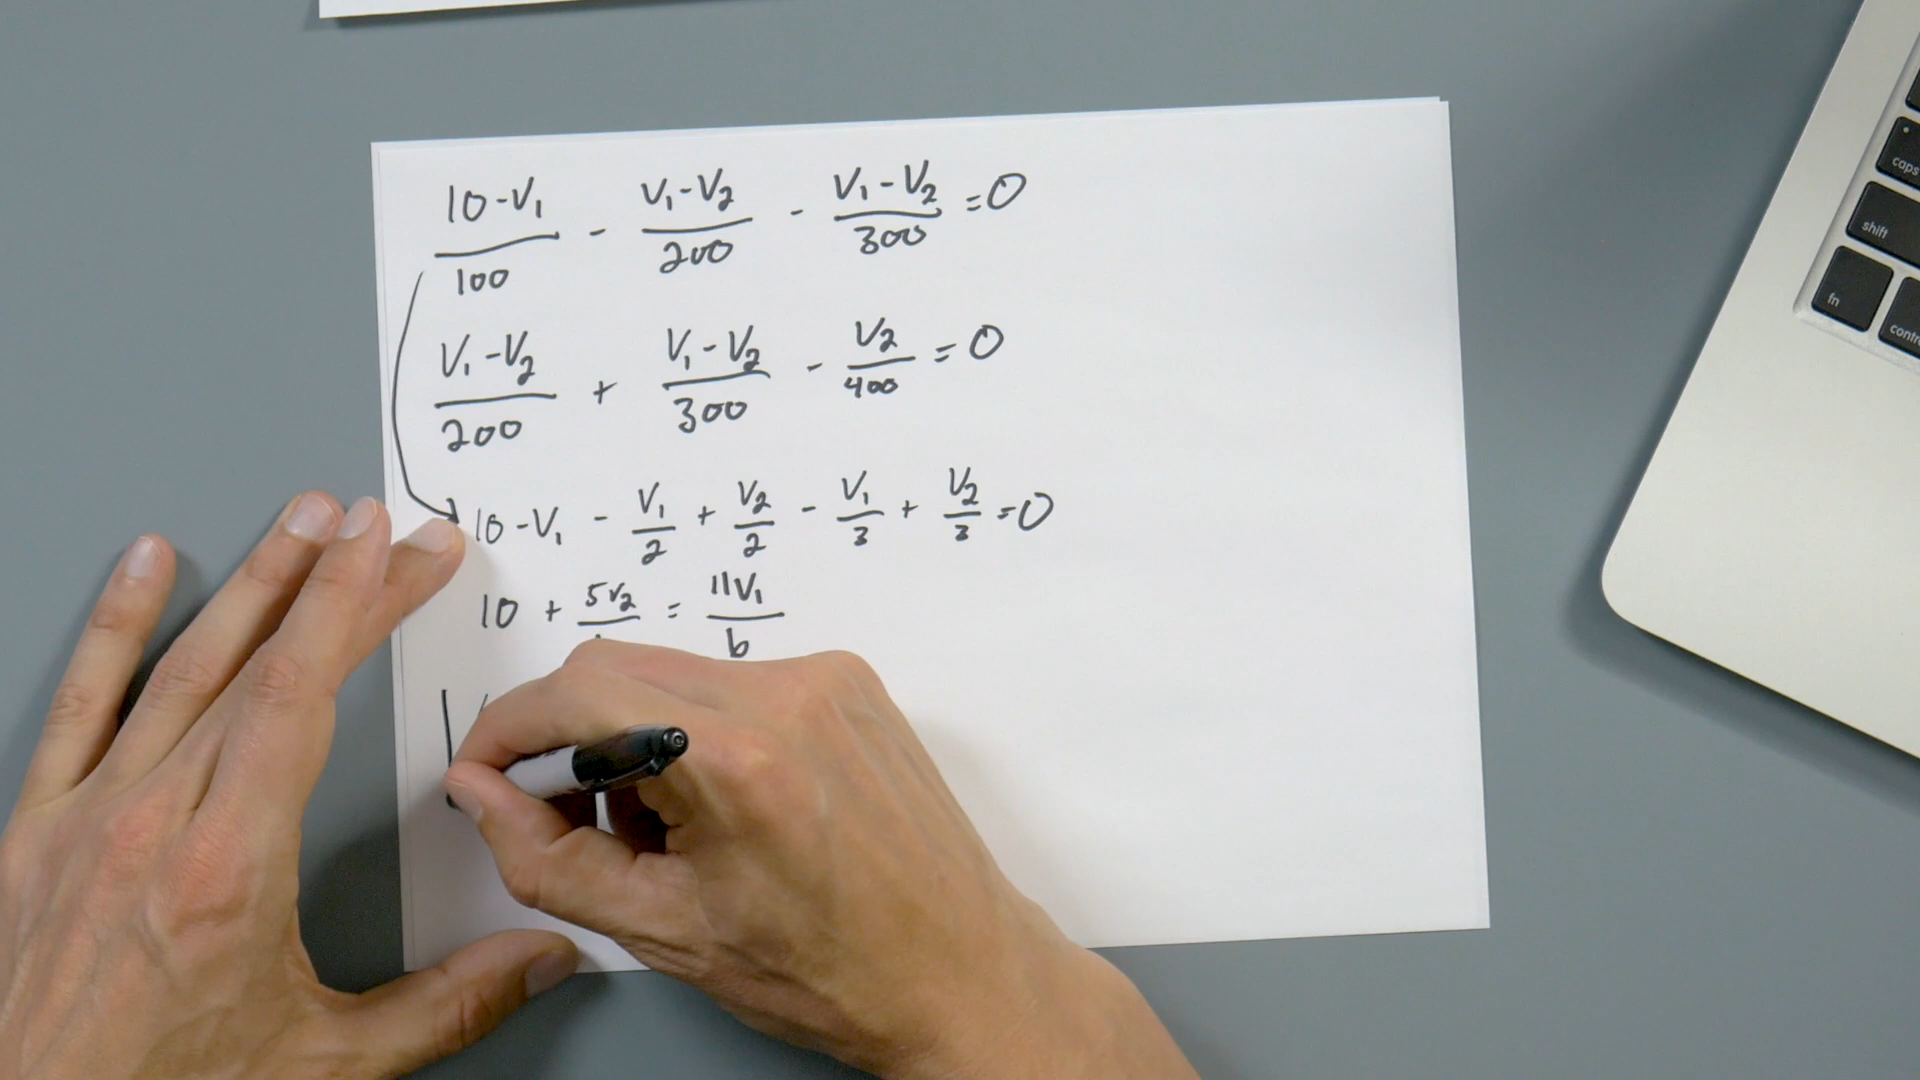 (10-V₁)/100 - (V₁-V₂)/200 - (V₁-V₂)/300 = 0
(V₁-V₂)/200 + (V₁-V₂)/300 - V₂/400 = 0
10-V₁ - V₁/2 + V₂/2 - V₁/3 + V₂/3 = 0
10 + 5V₂/ = 11V₁/6
caps
shift
fn